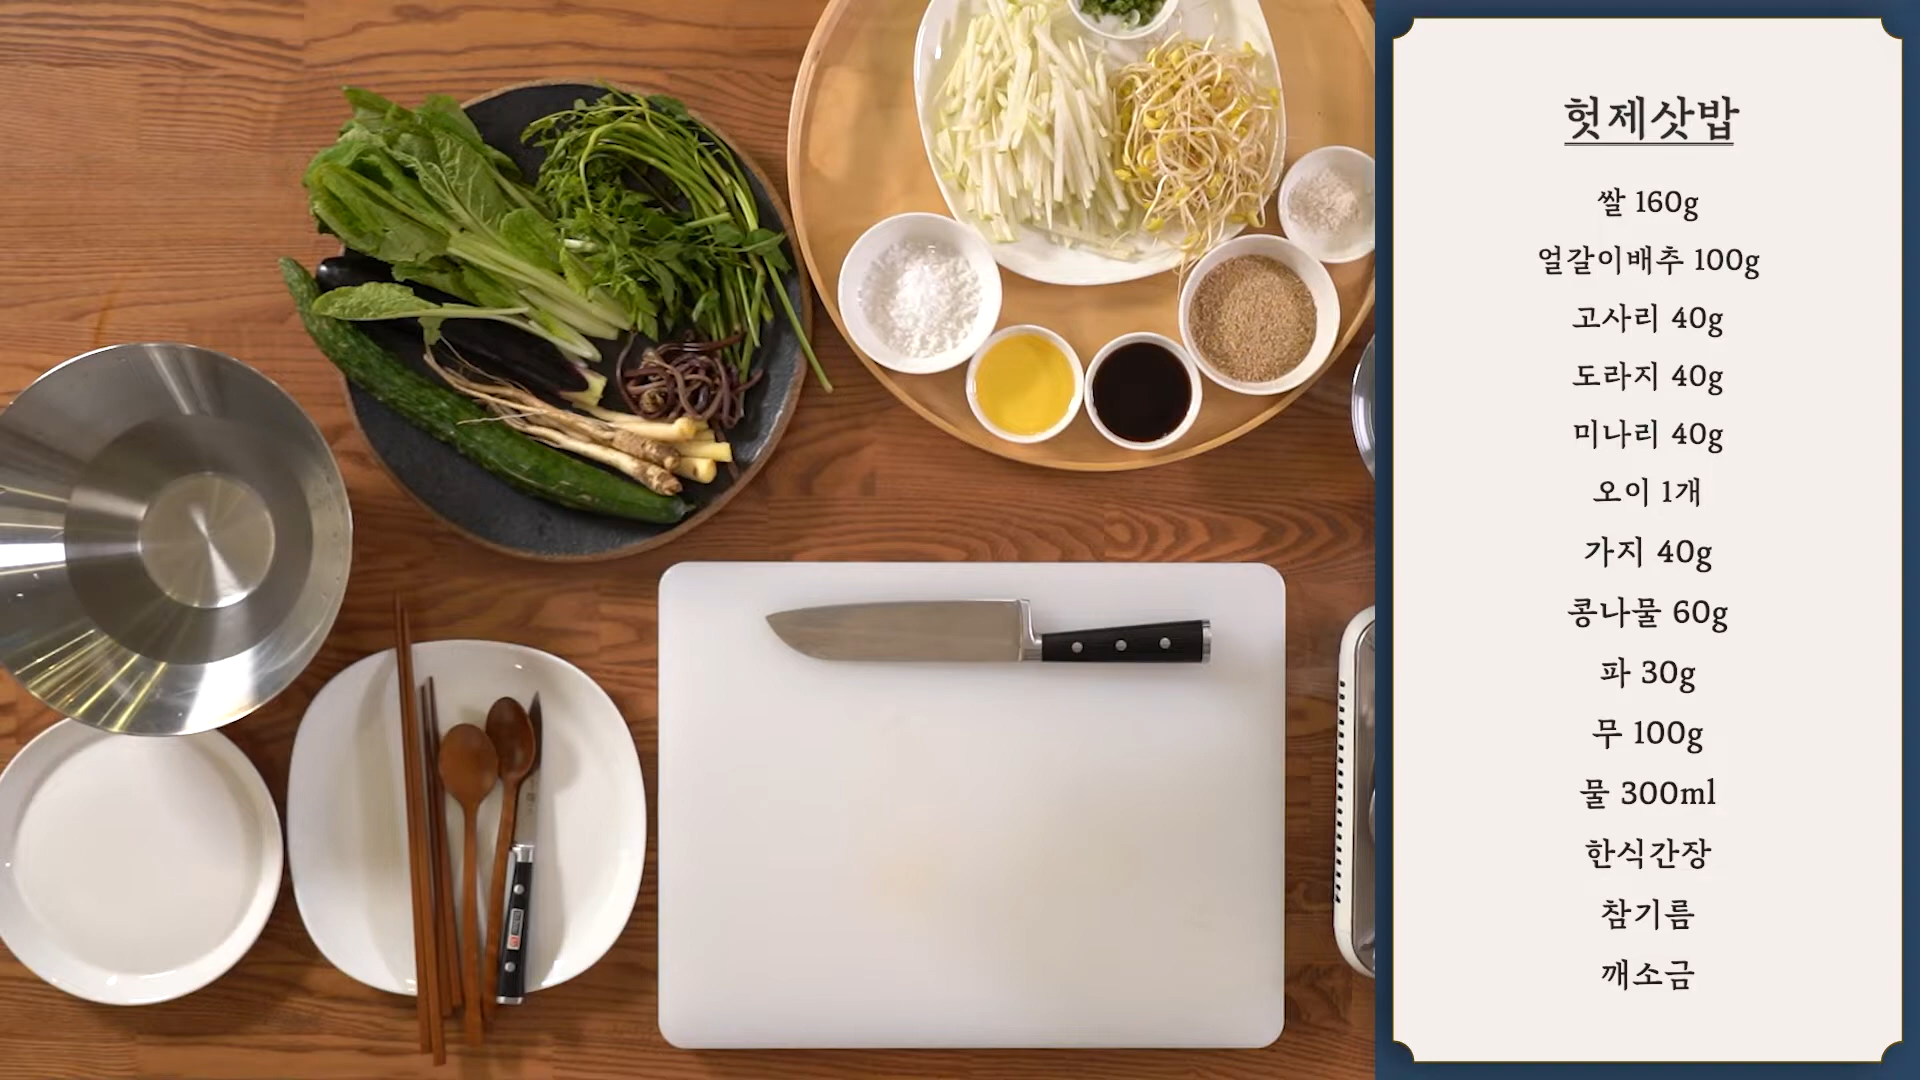 헛제삿밥
쌀 160g
얼갈이배추 100g
고사리 40g
도라지 40g
미나리 40g
오이 1개
가지 40g
콩나물 60g
파 30g
무 100g
물 300ml
한식간장
참기름
깨소금